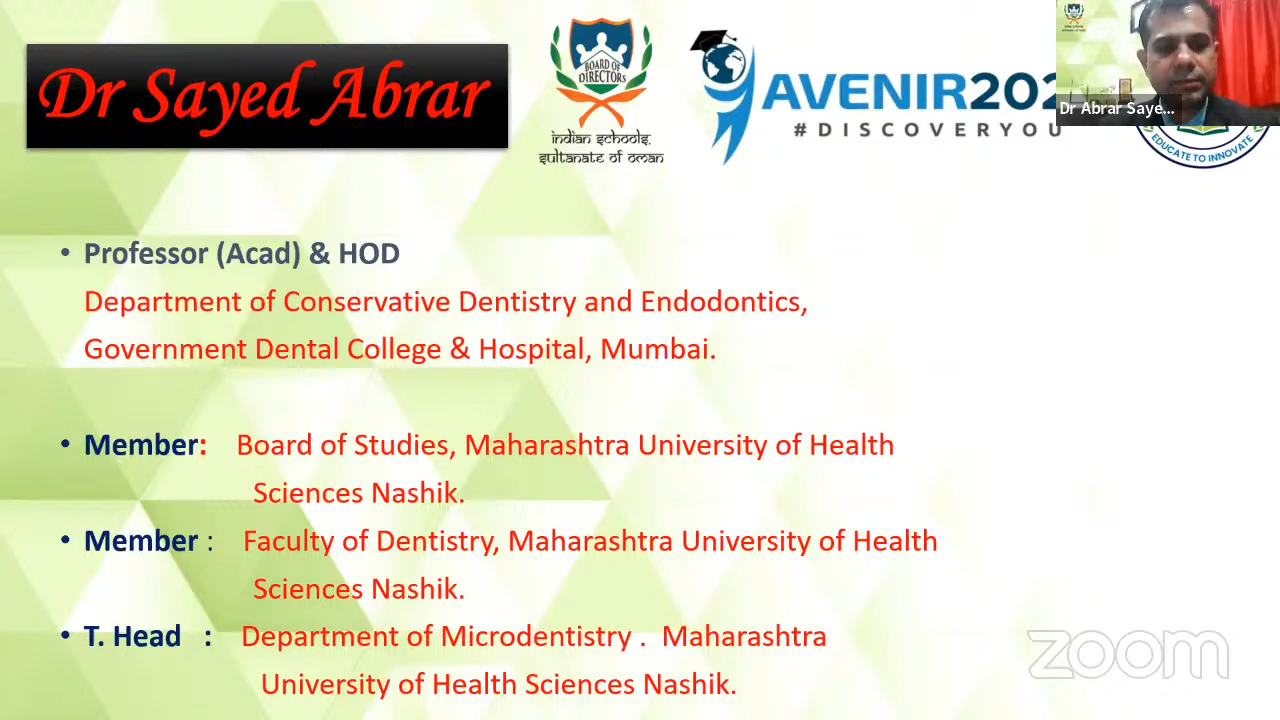 Dr Sayed Abrar
BOARD OF
DIRECTORS
indian schools,
sultanate of oman
AVENIR202
#DISCOVERYOU
Dr Abrar Saye...
EDUCATE TO INNOVATE
• Professor (Acad) & HOD
Department of Conservative Dentistry and Endodontics,
Government Dental College & Hospital, Mumbai.
• Member: Board of Studies, Maharashtra University of Health
Sciences Nashik.
• Member : Faculty of Dentistry, Maharashtra University of Health
Sciences Nashik.
• T. Head : Department of Microdentistry . Maharashtra
University of Health Sciences Nashik.
zoom